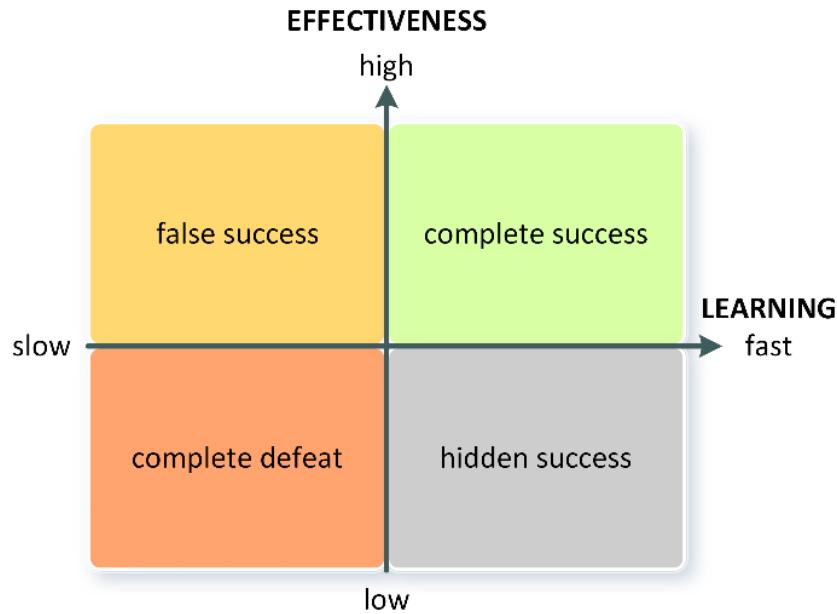 EFFECTIVENESS
high
false success
complete success
LEARNING
slow
fast
complete defeat
hidden success
low